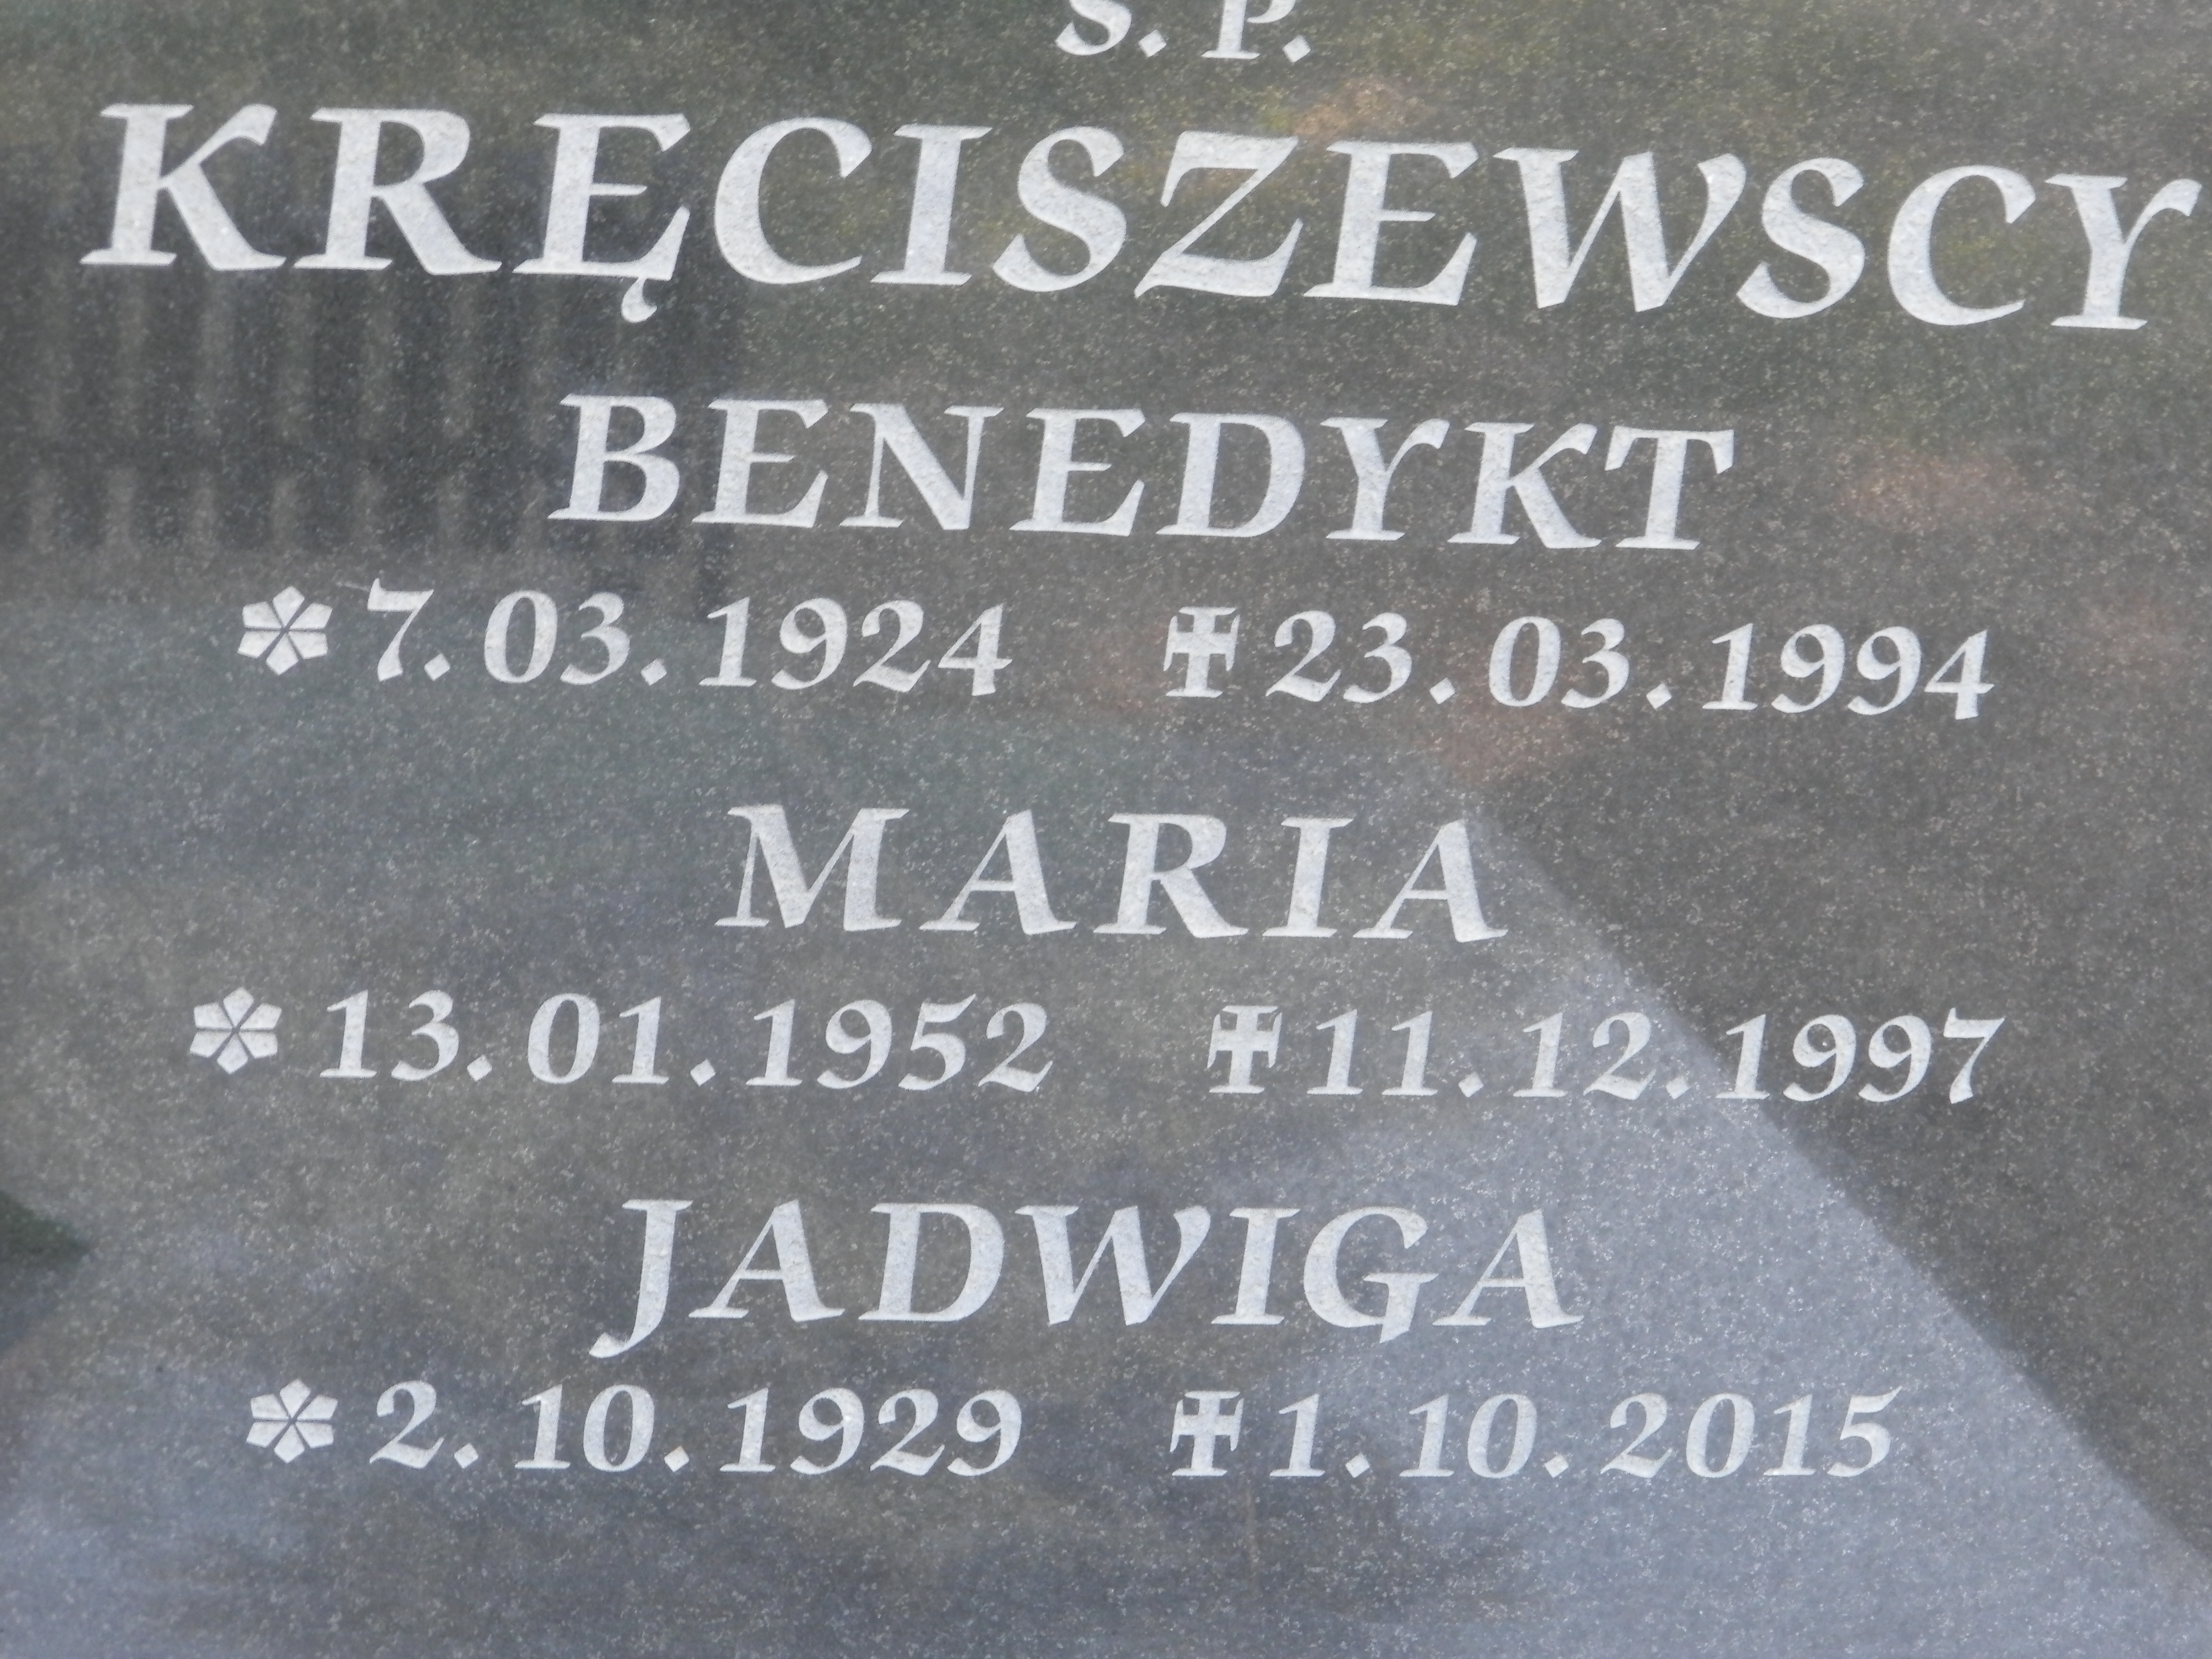 Ś. P.
KRĘCISZEWSCY
BENEDYKT
* 7. 03. 1924 ✝ 23. 03. 1994
MARIA
* 13. 01. 1952 ✝ 11. 12. 1997
JADWIGA
* 2. 10. 1929 ✝ 1. 10. 2015